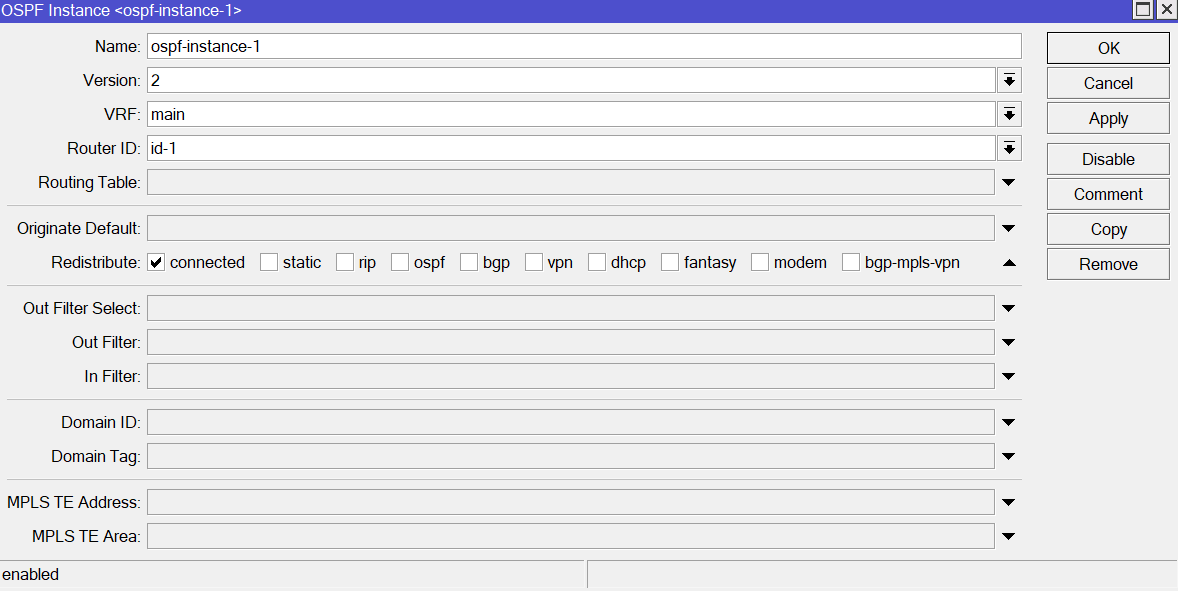 OSPF Instance <ospf-instance-1>
Name: ospf-instance-1
Version: 2
VRF: main
Router ID: id-1
Routing Table:
Originate Default:
Redistribute: connected static rip ospf bgp vpn dhcp fantasy modem bgp-mpls-vpn
Out Filter Select:
Out Filter:
In Filter:
Domain ID:
Domain Tag:
MPLS TE Address:
MPLS TE Area:
OK
Cancel
Apply
Disable
Comment
Copy
Remove
enabled